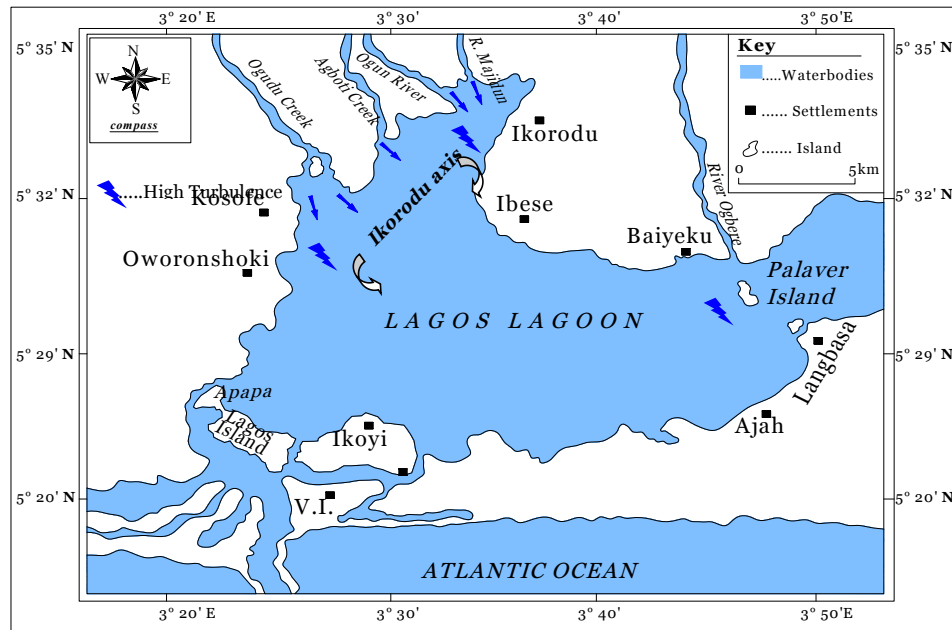 3° 20' E 3° 30' 3° 40' 3° 50' E
5° 35' N 5° 35' N
N
W E
S
compass
Key
.....Waterbodies
...... Settlements
....... Island
0 5km
Ogudu Creek
Agboti Creek
Ogun River
R. Majidun
Ikorodu
Ikorodu axis
5° 32' N 5° 32' N
.....High Turbulence
Kosofe
Ibese
River Ogbere
Baiyeku
Oworonshoki
Palaver
Island
LAGOS LAGOON
5° 29' N 5° 29' N
Langbasa
Apapa
Lagos
Island
Ikoyi
Ajah
5° 20' N 5° 20' N
V.I.
ATLANTIC OCEAN
3° 20' E 3° 30' 3° 40' 3° 50' E